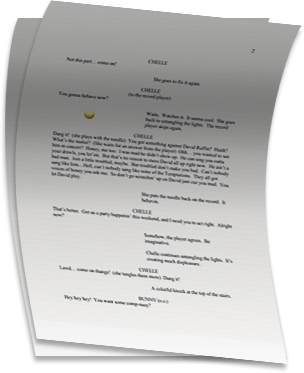 2
CHELLE
Not this part... come on!
She goes to fix it again.
CHELLE
(to the record player)
You gonna behave now?
Waits. Watches it. It seems cool. She goes
back to untangling the lights. The record
player skips again.
CHELLE
Dang it! (she plays with the needle) You got something against David Ruffin? Huh?
What's the matter? (She waits for an answer from the player) Ohh... you wanted to see
him in concert? Honey, me too. I was mad he didn't show up. He can sing you outta
your drawls, you let 'em. But that's no reason to treat David all up right now. He ain't a
bad man. Just a little troubled, maybe. But troubled don't make you bad. Can't nobody
sang like him. Hell, can't nobody sang like none of the Temptations. They all got
voices of honey you ask me. So don't go scratchin' up on David just cuz you mad. You
let David play.
She puts the needle back on the record. It
behaves.
CHELLE
That's better. Got us a party happenin' this weekend, and I need you to act right. Alright
now?
Somehow, the player agrees. Be
imaginative.
Chelle continues untangling the lights. It's
creating much displeasure.
CHELLE
Lawd... come on thangs! (she tangles them more). Dang it!
A colorful knock at the top of the stairs.
BUNNY (o.s.)
Hey hey hey! You want some comp'ny?